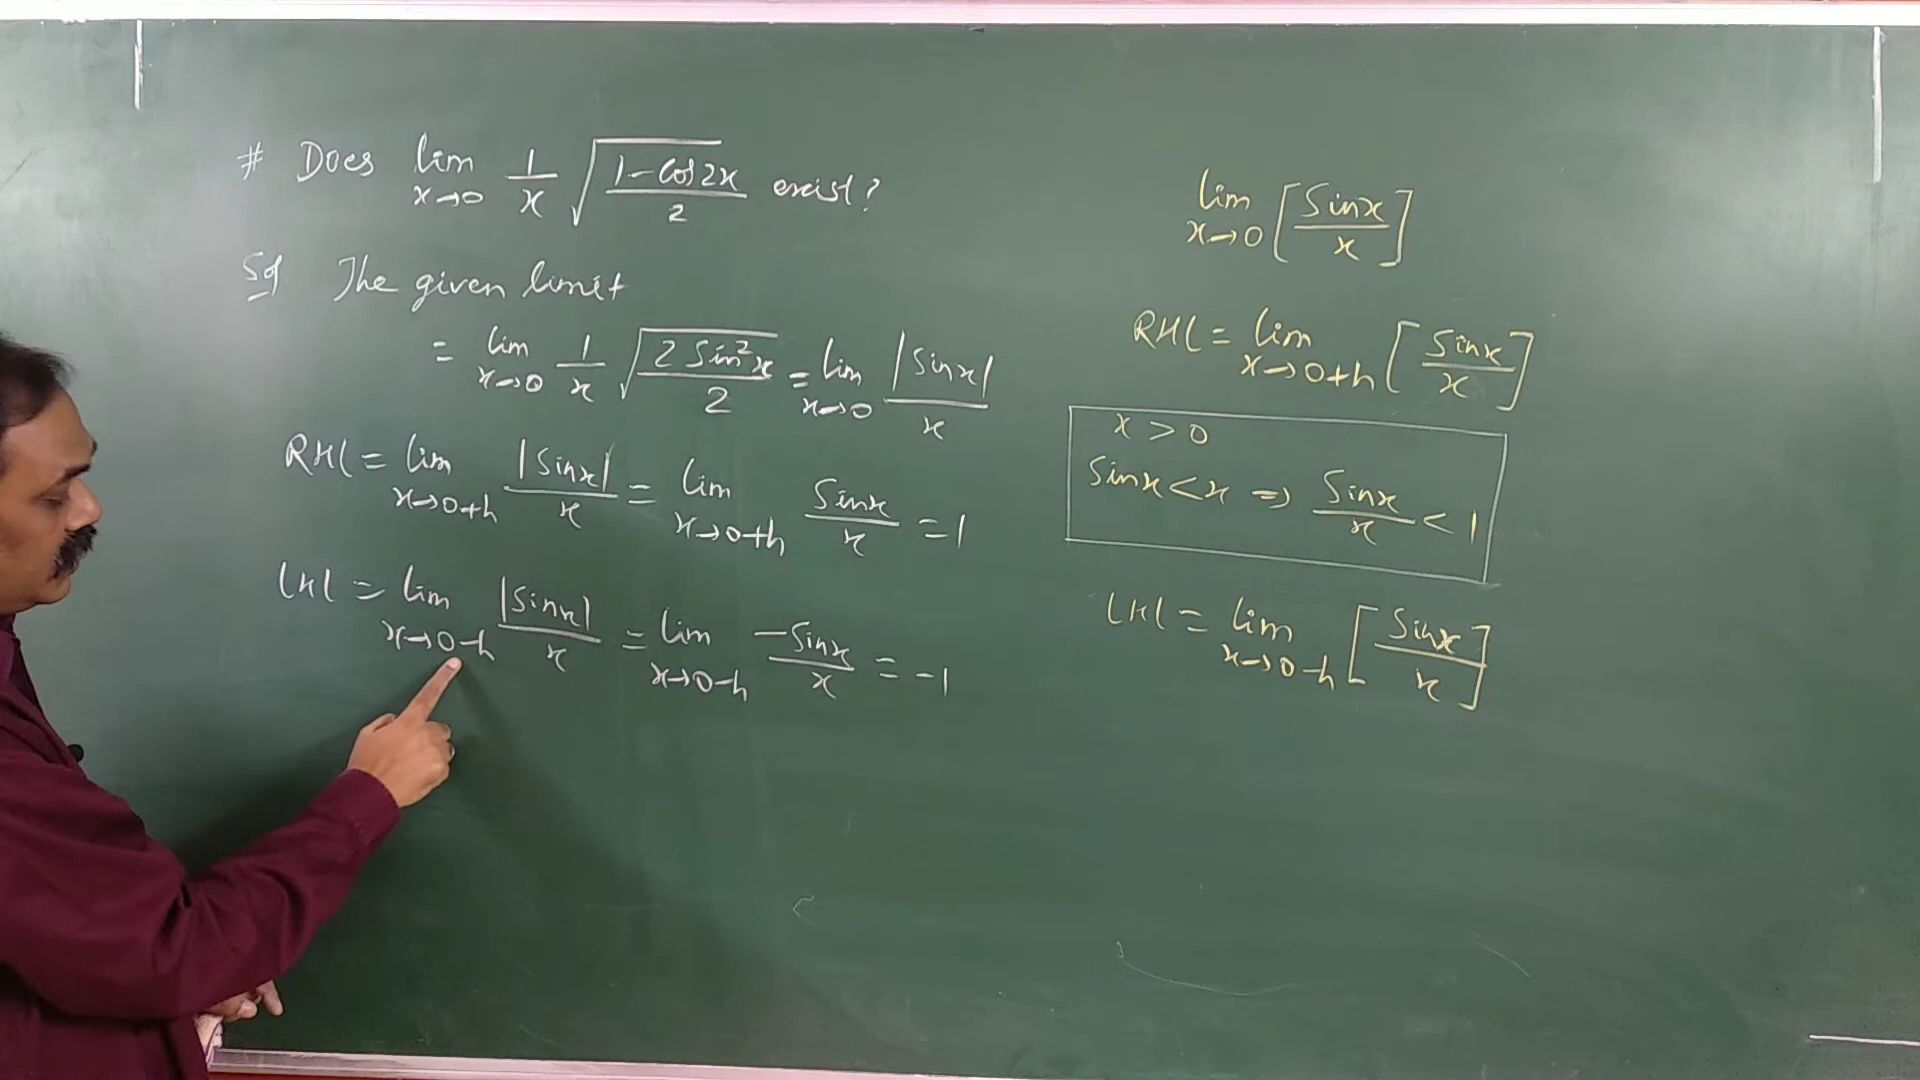 # Does lim x→0 1/x √((1-Cos2x)/2) exist?
Sol The given limit
= lim x→0 1/x √((2 Sin²x)/2) = lim x→0 |Sinx|/x
RHL = lim x→0+h |Sinx|/x = lim x→0+h Sinx/x = 1
LHL = lim x→0-h |Sinx|/x = lim x→0-h -Sinx/x = -1
lim x→0 [Sinx/x]
RHL = lim x→0+h [Sinx/x]
x > 0
Sinx < x ⇒ Sinx/x < 1
LHL = lim x→0-h [Sinx/x]